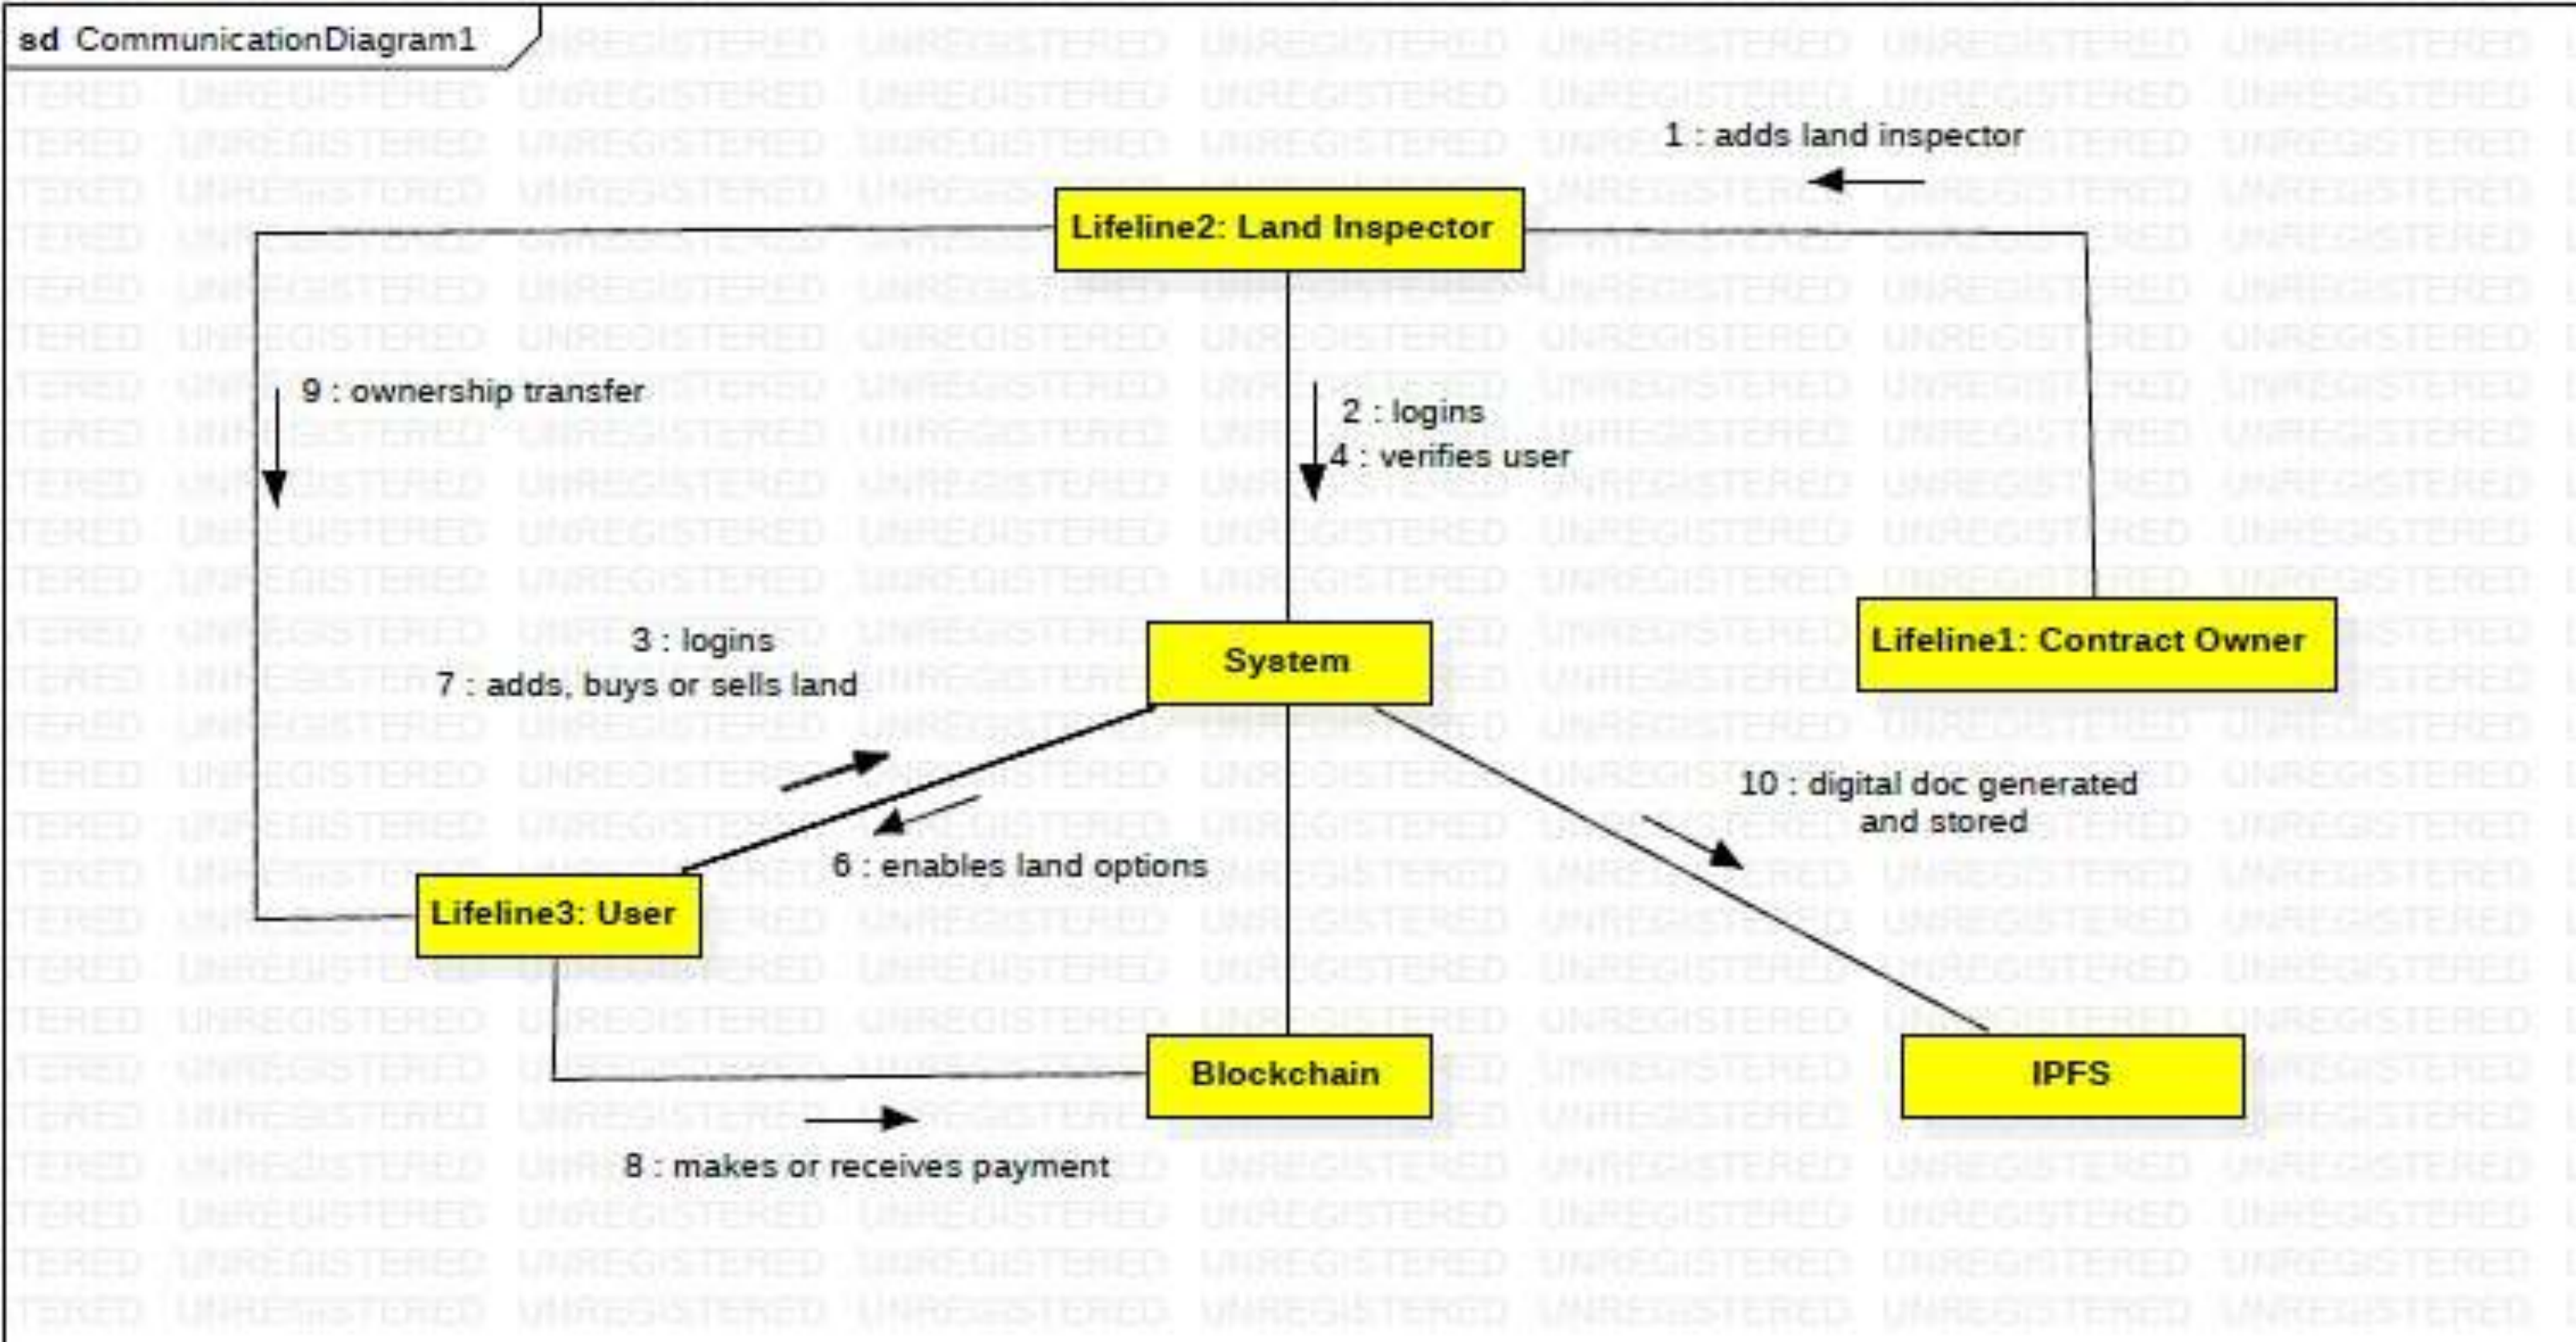 sd CommunicationDiagram1
1 : adds land inspector
Lifeline2: Land Inspector
9 : ownership transfer
2 : logins
4 : verifies user
3 : logins
7 : adds, buys or sells land
System
Lifeline1: Contract Owner
10 : digital doc generated
and stored
6 : enables land options
Lifeline3: User
Blockchain
IPFS
8 : makes or receives payment
UNREGISTERED